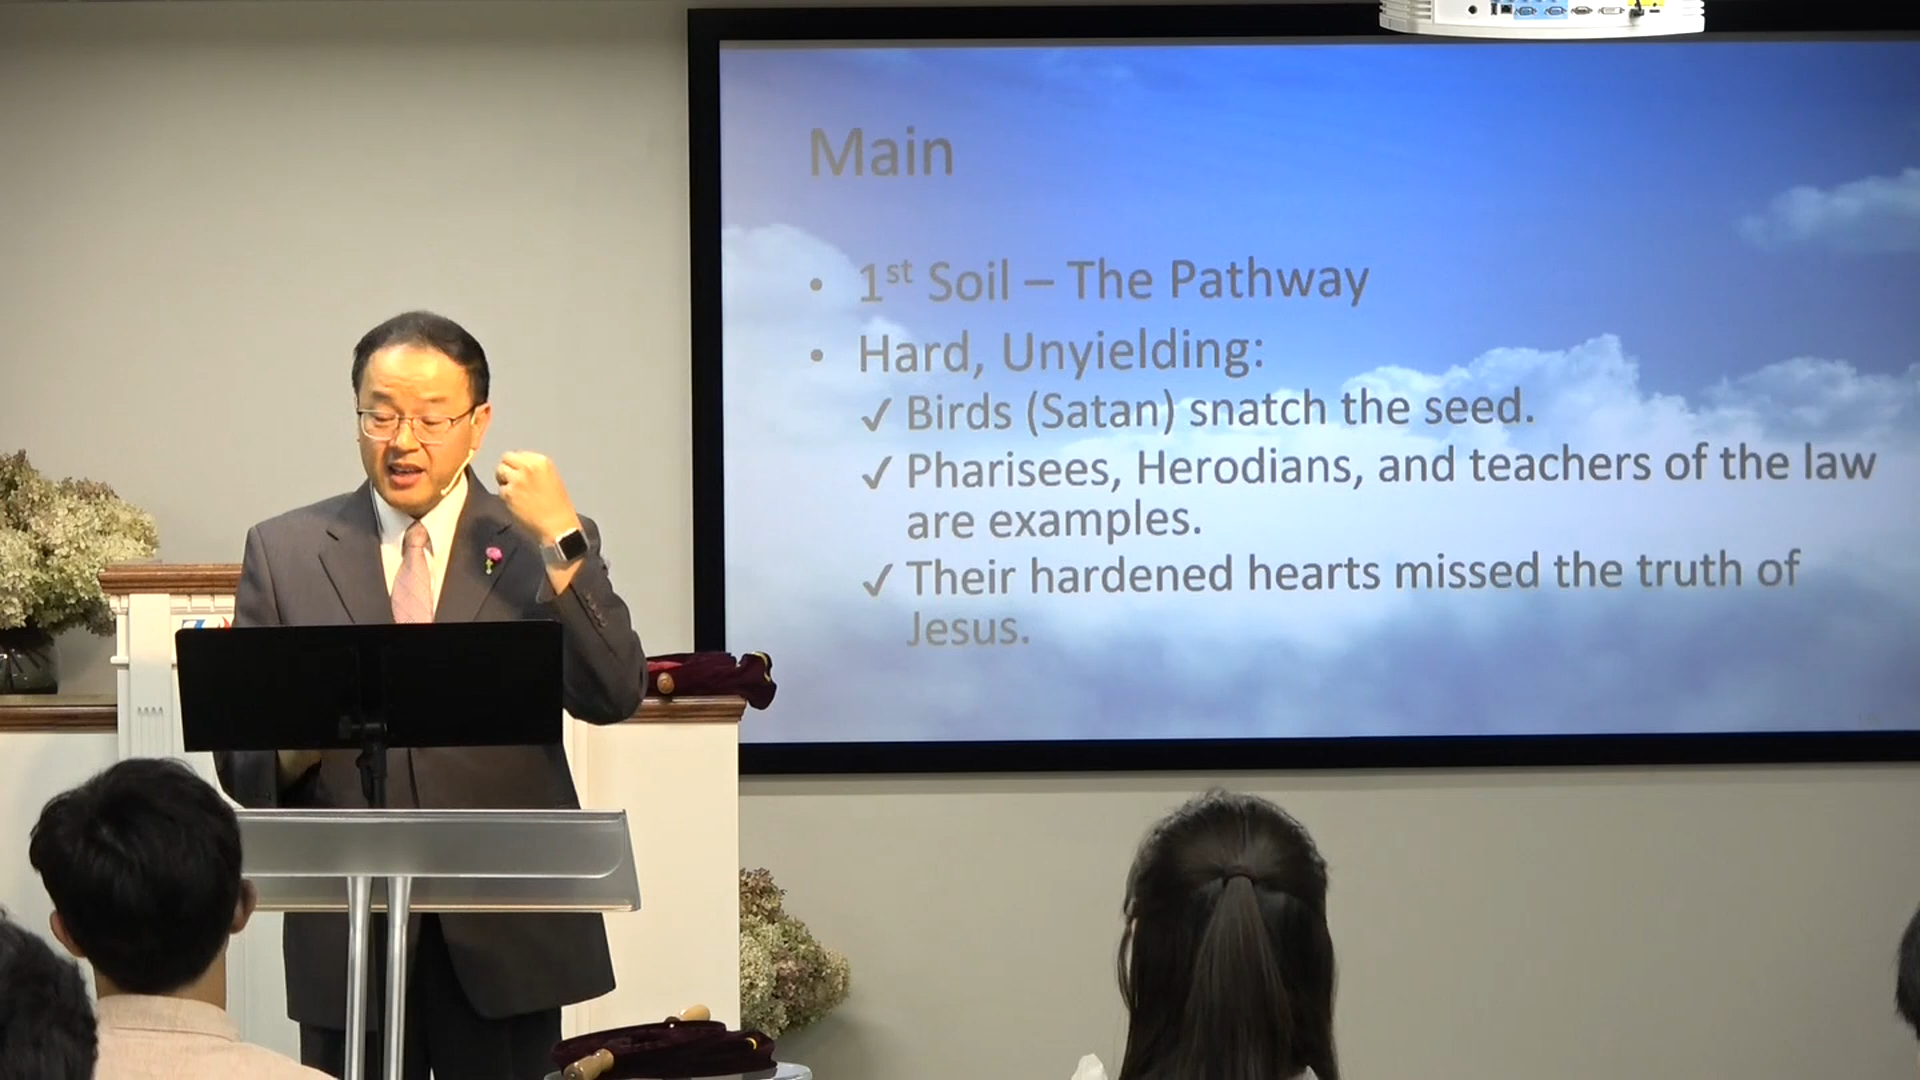 Main
• 1st Soil – The Pathway
• Hard, Unyielding:
✓ Birds (Satan) snatch the seed.
✓ Pharisees, Herodians, and teachers of the law
are examples.
✓ Their hardened hearts missed the truth of
Jesus.